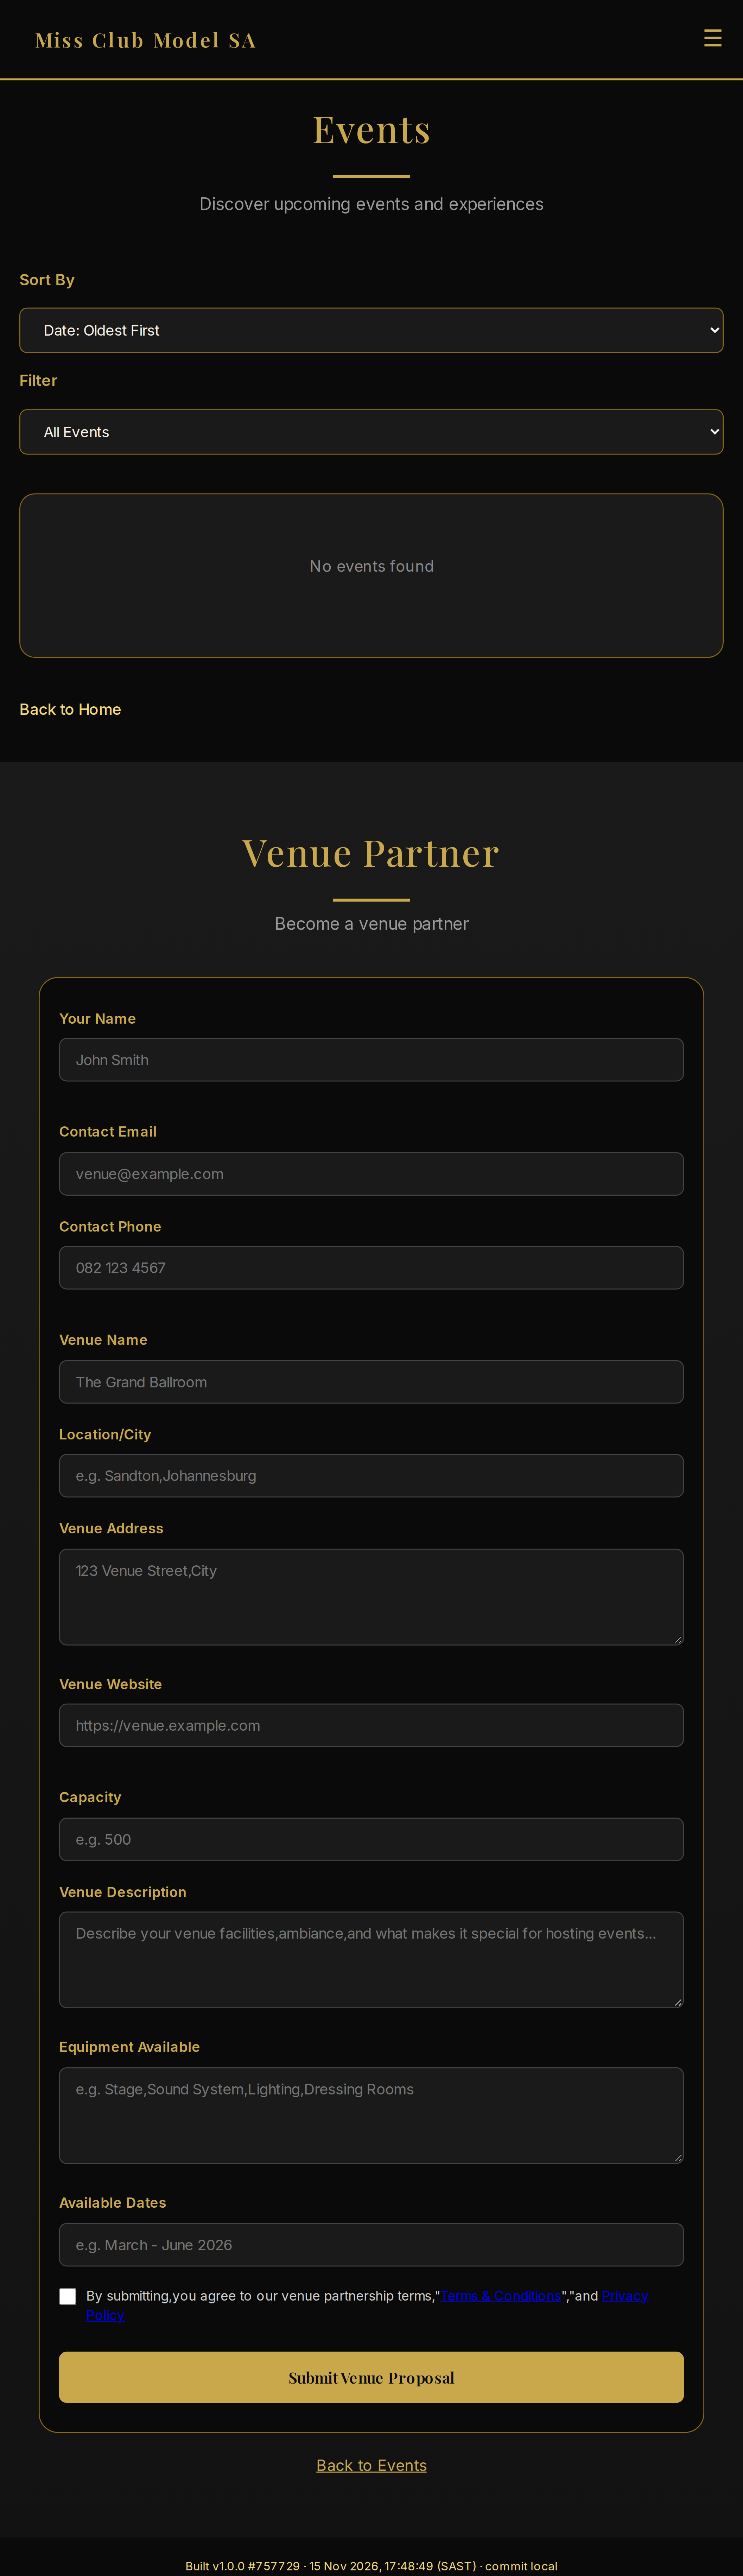 Miss Club Model SA
Events
Discover upcoming events and experiences
Sort By
Date: Oldest First
Filter
All Events
No events found
Back to Home
Venue Partner
Become a venue partner
Your Name
John Smith
Contact Email
venue@example.com
Contact Phone
082 123 4567
Venue Name
The Grand Ballroom
Location/City
e.g. Sandton,Johannesburg
Venue Address
123 Venue Street,City
Venue Website
https://venue.example.com
Capacity
e.g. 500
Venue Description
Describe your venue facilities,ambiance,and what makes it special for hosting events...
Equipment Available
e.g. Stage,Sound System,Lighting,Dressing Rooms
Available Dates
e.g. March - June 2026
By submitting,you agree to our venue partnership terms,"Terms & Conditions","and Privacy
Policy
Submit Venue Proposal
Back to Events
Built v1.0.0 #757729 · 15 Nov 2026, 17:48:49 (SAST) · commit local